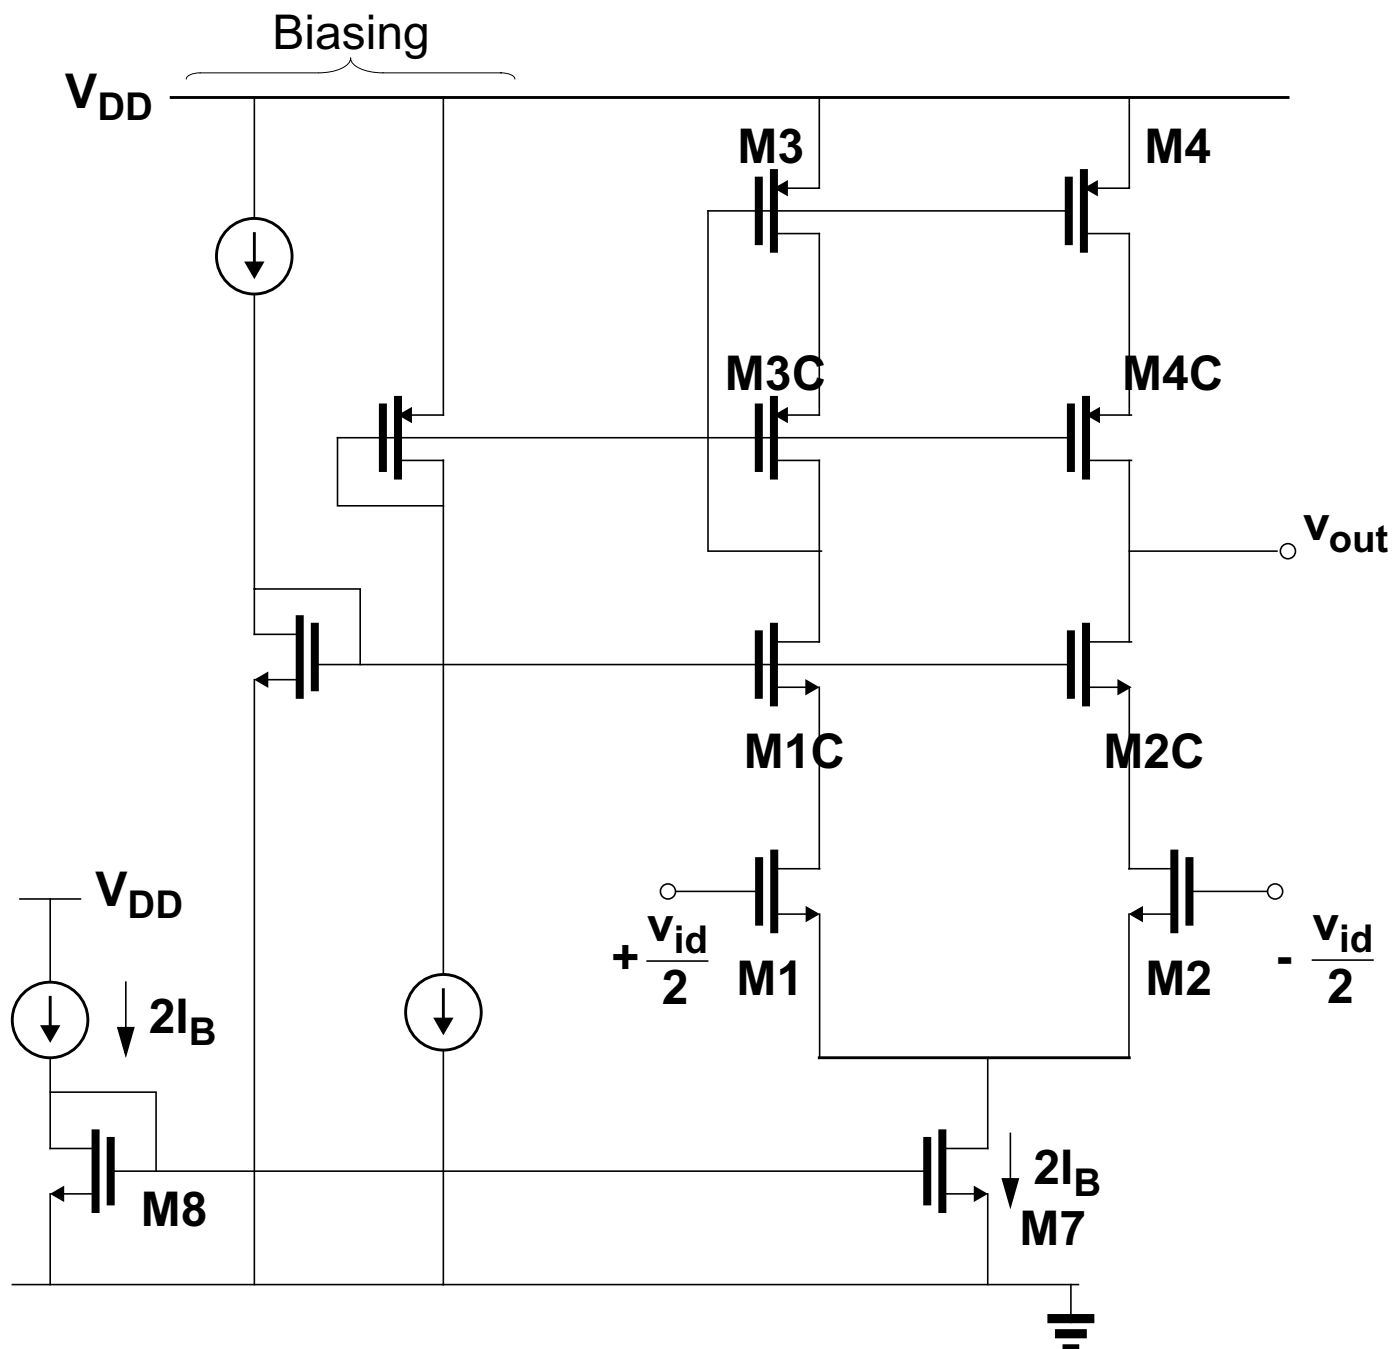 Biasing
VDD
M3
M4
M3C
M4C
vout
M1C
M2C
VDD
+ vid/2
M1
M2
- vid/2
2IB
M8
2IB
M7